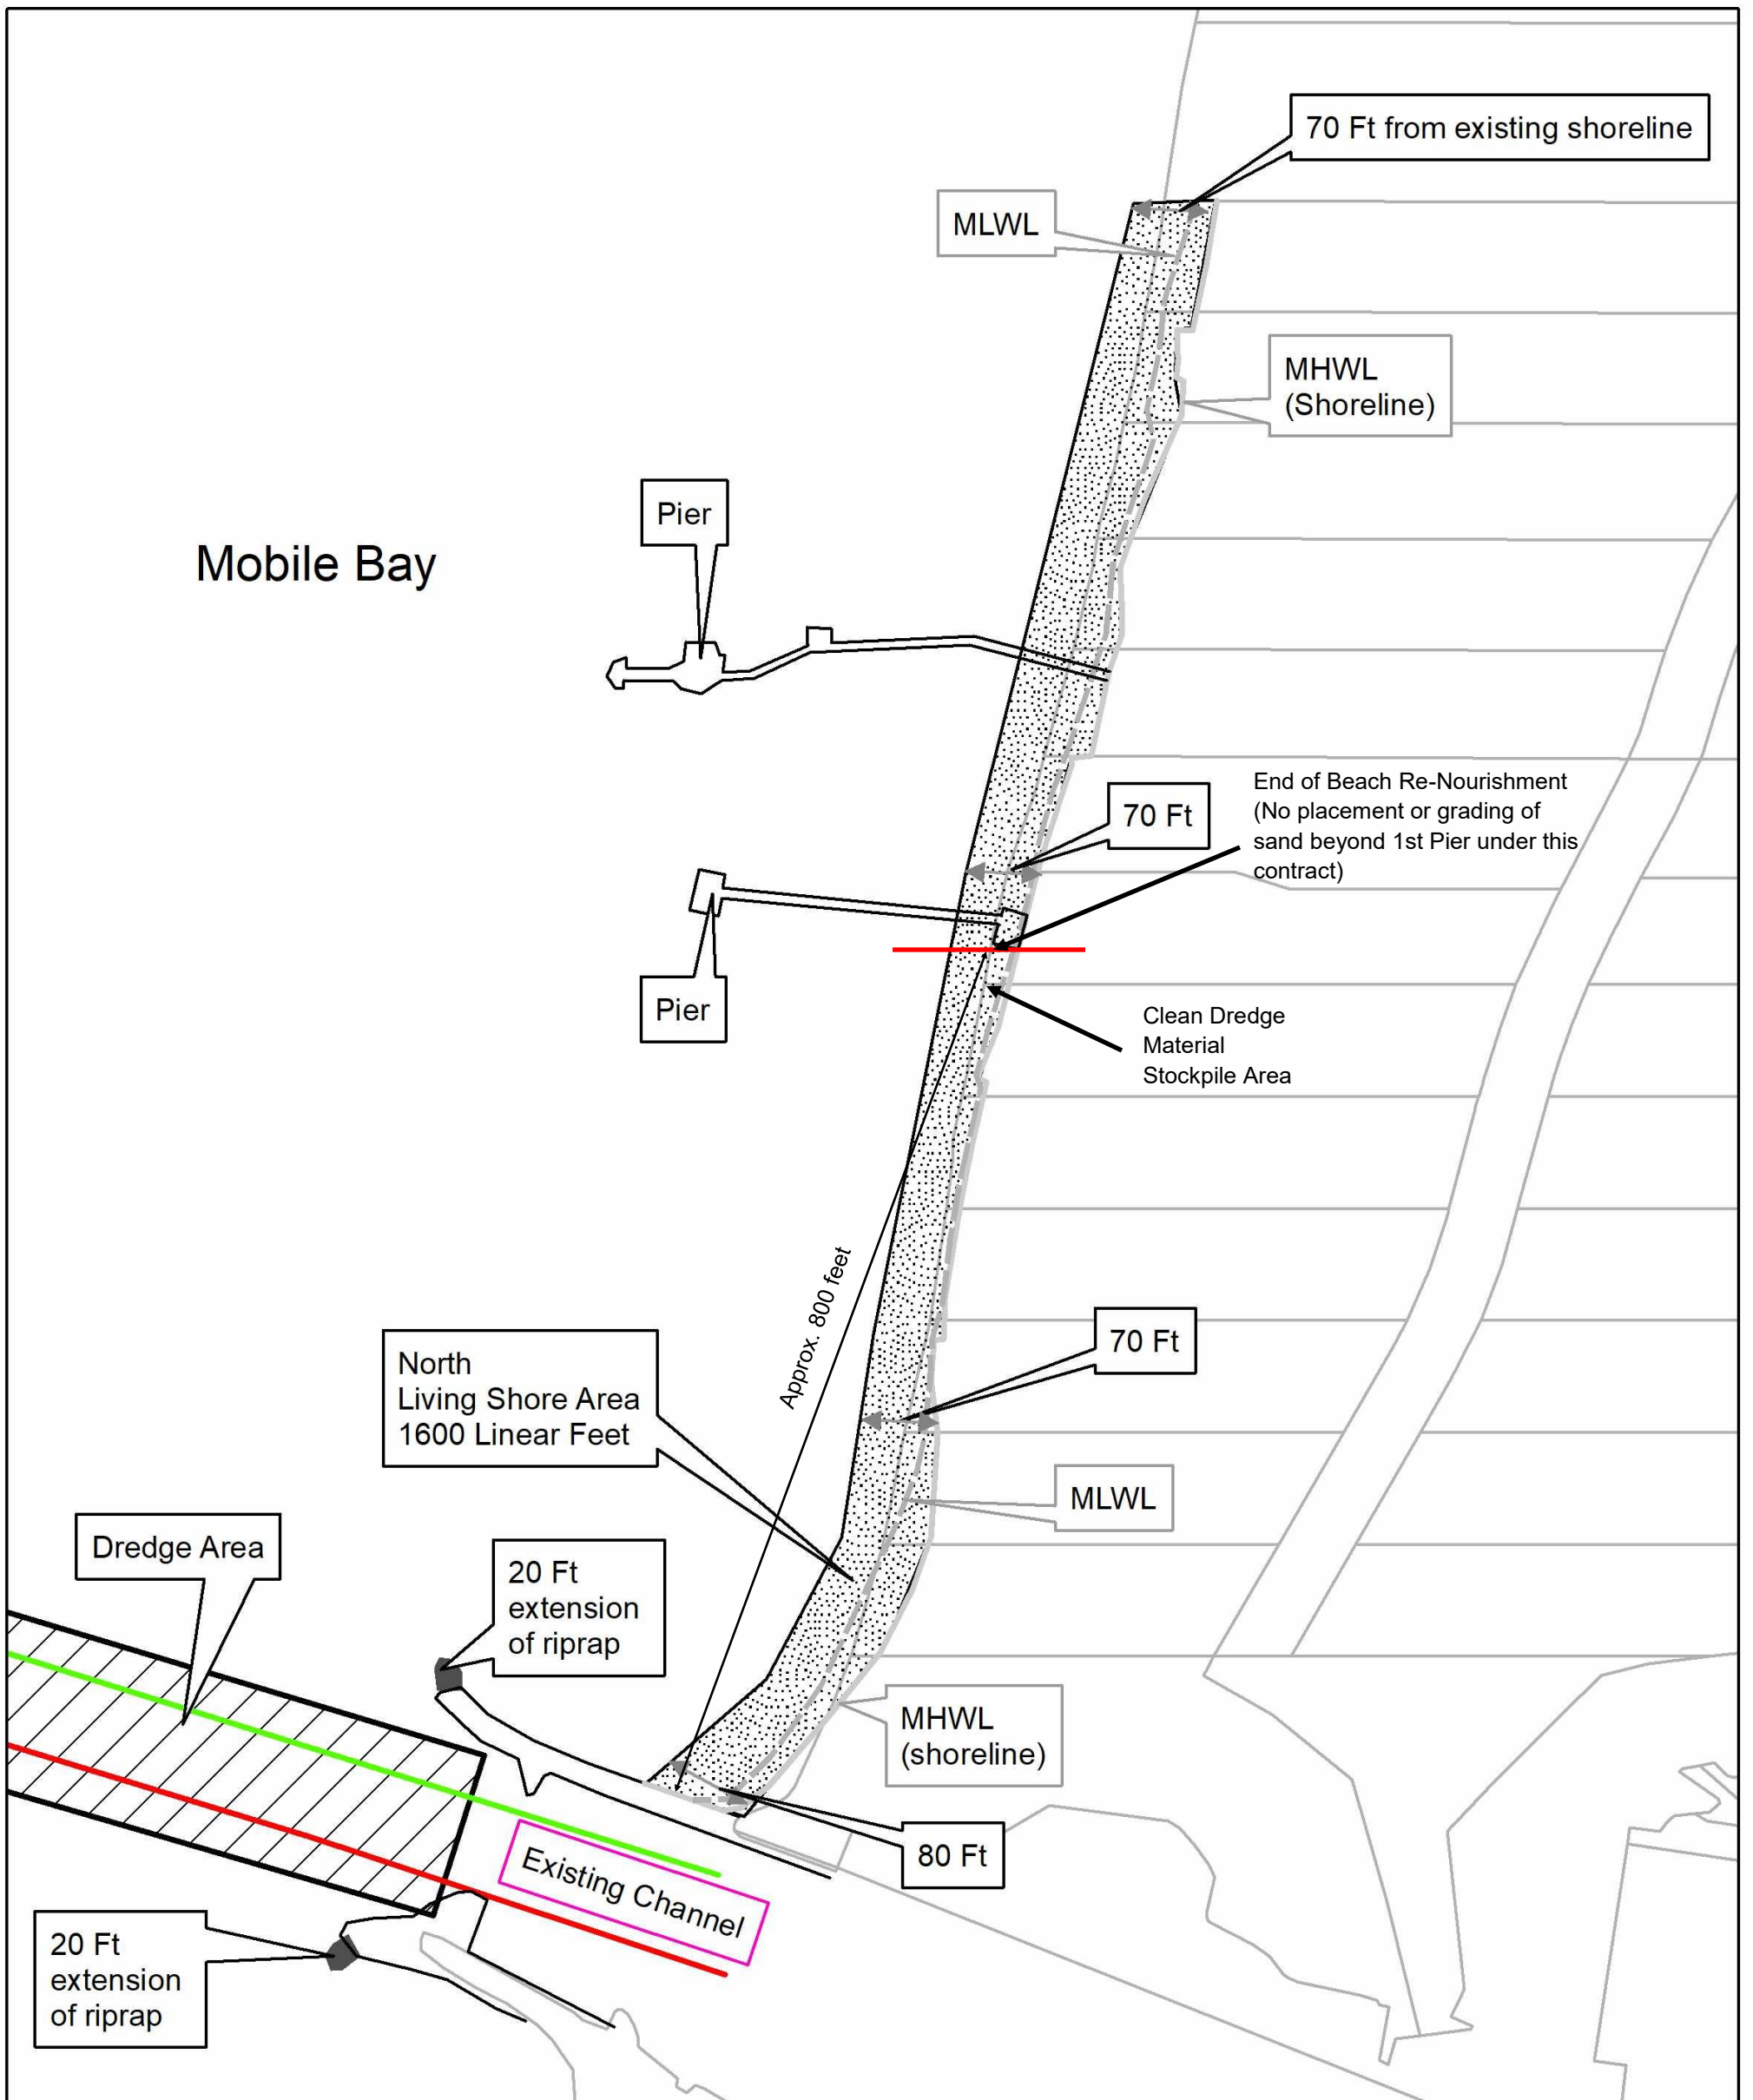 70 Ft from existing shoreline
MLWL
MHWL
(Shoreline)
Pier
Mobile Bay
End of Beach Re-Nourishment
(No placement or grading of
sand beyond 1st Pier under this
contract)
70 Ft
Pier
Clean Dredge
Material
Stockpile Area
Approx. 800 feet
70 Ft
North
Living Shore Area
1600 Linear Feet
MLWL
Dredge Area
20 Ft
extension
of riprap
MHWL
(shoreline)
80 Ft
Existing Channel
20 Ft
extension
of riprap